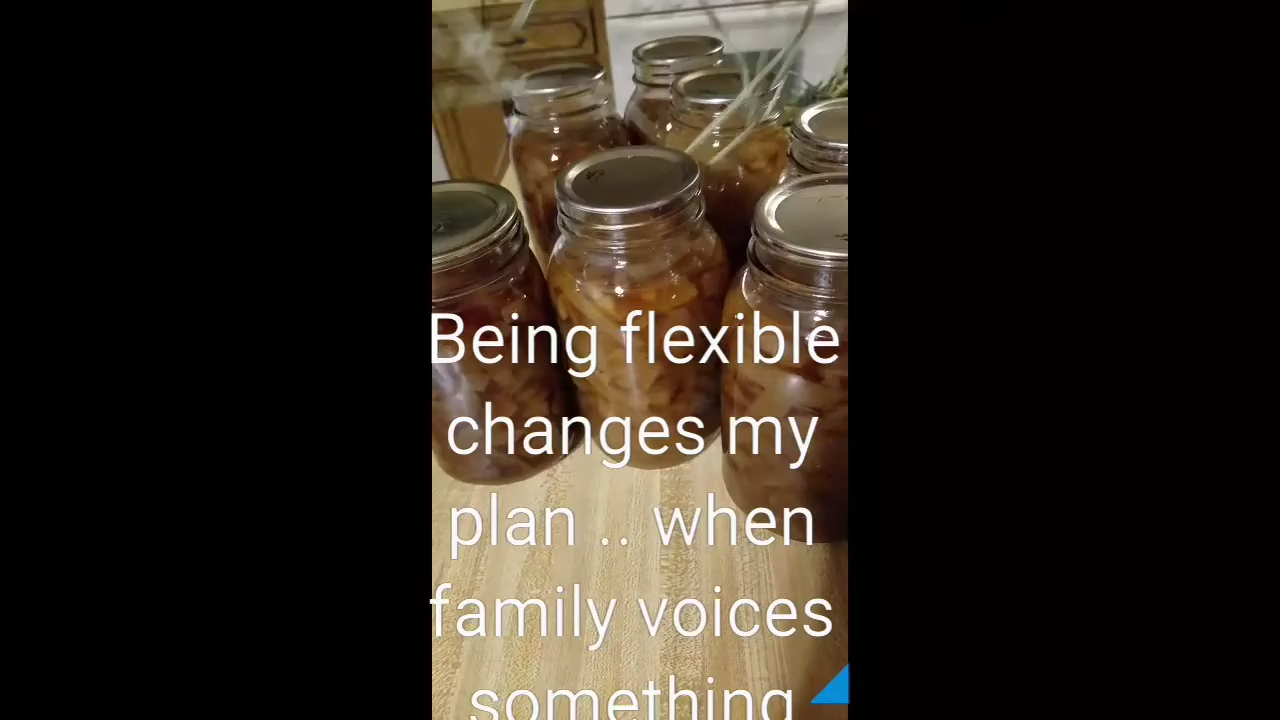 Being flexible
changes my
plan .. when
family voices
something